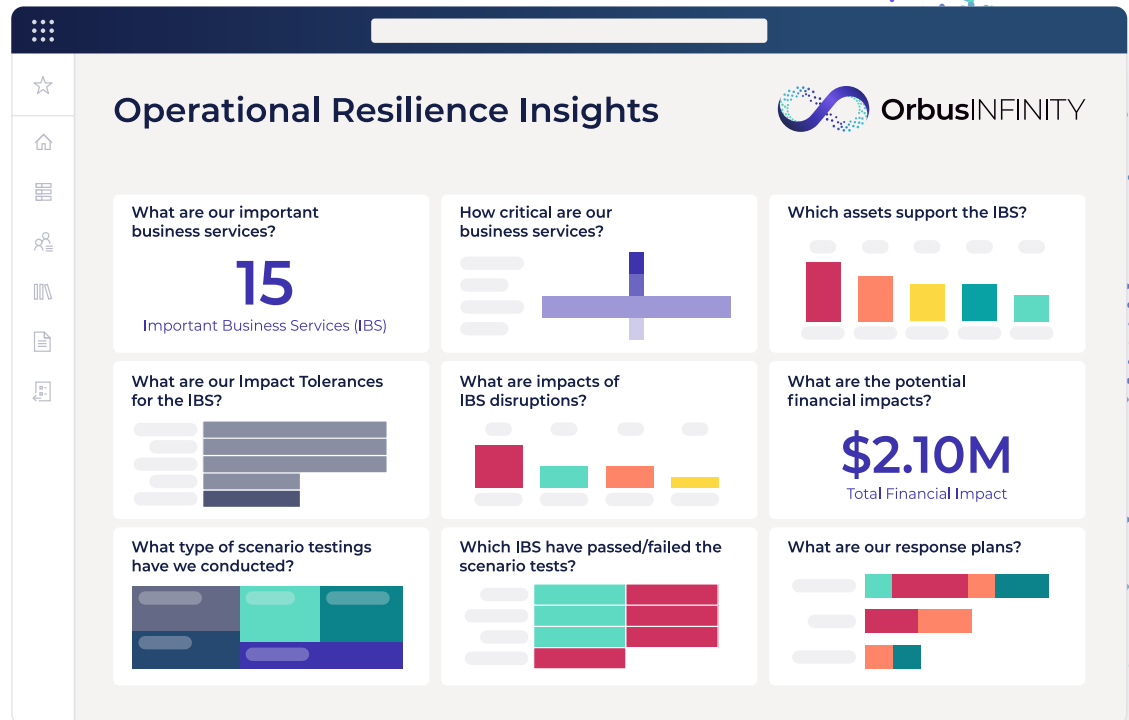 Operational Resilience Insights
OrbusINFINITY
What are our important
business services?
15
Important Business Services (IBS)
How critical are our
business services?
Which assets support the IBS?
What are our Impact Tolerances
for the IBS?
What are impacts of
IBS disruptions?
What are the potential
financial impacts?
$2.10M
Total Financial Impact
What type of scenario testings
have we conducted?
Which IBS have passed/failed the
scenario tests?
What are our response plans?